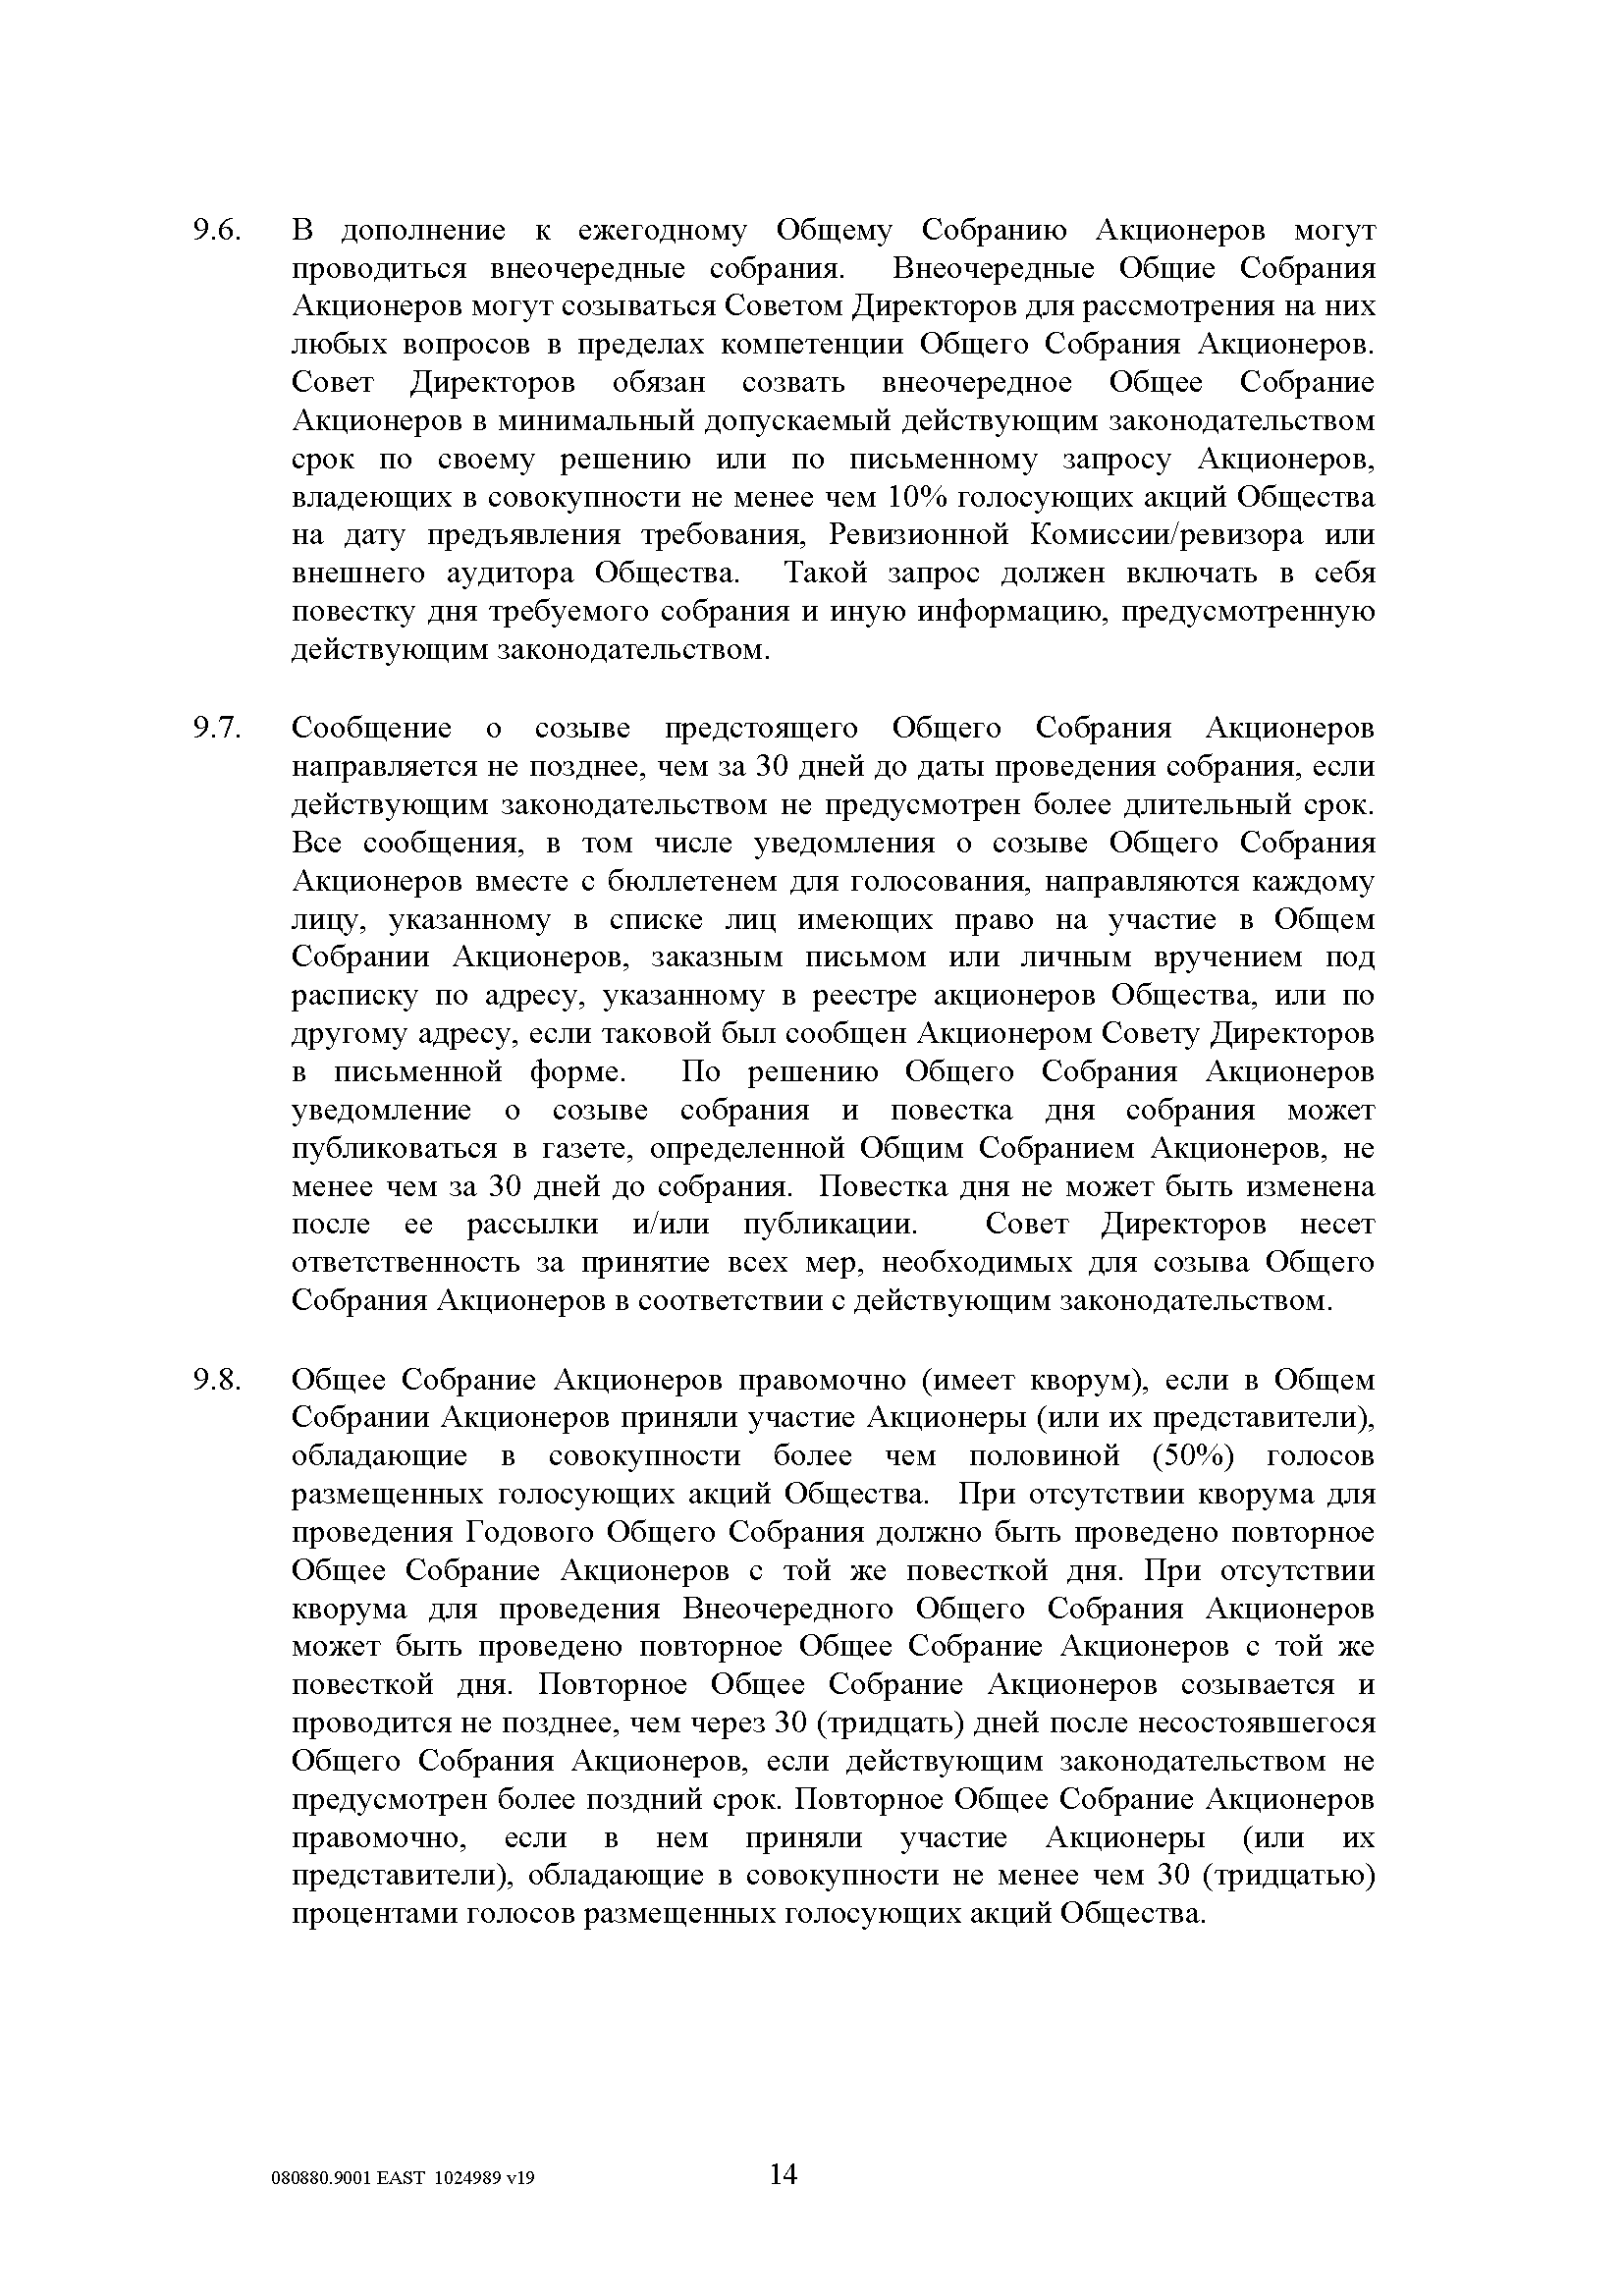 9.6. В дополнение к ежегодному Общему Собранию Акционеров могут
проводиться внеочередные собрания. Внеочередные Общие Собрания
Акционеров могут созываться Советом Директоров для рассмотрения на них
любых вопросов в пределах компетенции Общего Собрания Акционеров.
Совет Директоров обязан созвать внеочередное Общее Собрание
Акционеров в минимальный допускаемый действующим законодательством
срок по своему решению или по письменному запросу Акционеров,
владеющих в совокупности не менее чем 10% голосующих акций Общества
на дату предъявления требования, Ревизионной Комиссии/ревизора или
внешнего аудитора Общества. Такой запрос должен включать в себя
повестку дня требуемого собрания и иную информацию, предусмотренную
действующим законодательством.
9.7. Сообщение о созыве предстоящего Общего Собрания Акционеров
направляется не позднее, чем за 30 дней до даты проведения собрания, если
действующим законодательством не предусмотрен более длительный срок.
Все сообщения, в том числе уведомления о созыве Общего Собрания
Акционеров вместе с бюллетенем для голосования, направляются каждому
лицу, указанному в списке лиц имеющих право на участие в Общем
Собрании Акционеров, заказным письмом или личным вручением под
расписку по адресу, указанному в реестре акционеров Общества, или по
другому адресу, если таковой был сообщен Акционером Совету Директоров
в письменной форме. По решению Общего Собрания Акционеров
уведомление о созыве собрания и повестка дня собрания может
публиковаться в газете, определенной Общим Собранием Акционеров, не
менее чем за 30 дней до собрания. Повестка дня не может быть изменена
после ее рассылки и/или публикации. Совет Директоров несет
ответственность за принятие всех мер, необходимых для созыва Общего
Собрания Акционеров в соответствии с действующим законодательством.
9.8. Общее Собрание Акционеров правомочно (имеет кворум), если в Общем
Собрании Акционеров приняли участие Акционеры (или их представители),
обладающие в совокупности более чем половиной (50%) голосов
размещенных голосующих акций Общества. При отсутствии кворума для
проведения Годового Общего Собрания должно быть проведено повторное
Общее Собрание Акционеров с той же повесткой дня. При отсутствии
кворума для проведения Внеочередного Общего Собрания Акционеров
может быть проведено повторное Общее Собрание Акционеров с той же
повесткой дня. Повторное Общее Собрание Акционеров созывается и
проводится не позднее, чем через 30 (тридцать) дней после несостоявшегося
Общего Собрания Акционеров, если действующим законодательством не
предусмотрен более поздний срок. Повторное Общее Собрание Акционеров
правомочно, если в нем приняли участие Акционеры (или их
представители), обладающие в совокупности не менее чем 30 (тридцатью)
процентами голосов размещенных голосующих акций Общества.
080880.9001 EAST 1024989 v19 14